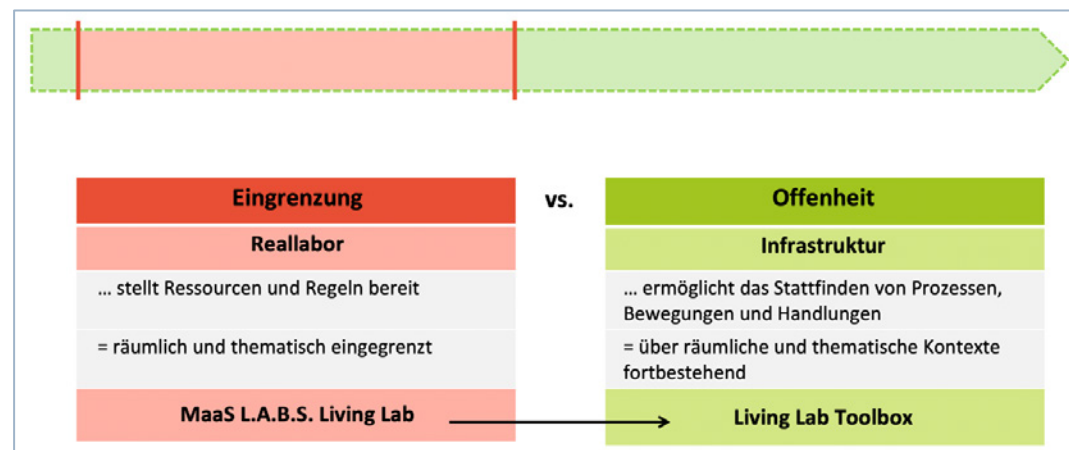 Eingrenzung
vs.
Offenheit
Reallabor
Infrastruktur
... stellt Ressourcen und Regeln bereit
... ermöglicht das Stattfinden von Prozessen,
Bewegungen und Handlungen
= räumlich und thematisch eingegrenzt
= über räumliche und thematische Kontexte
fortbestehend
MaaS L.A.B.S. Living Lab
Living Lab Toolbox